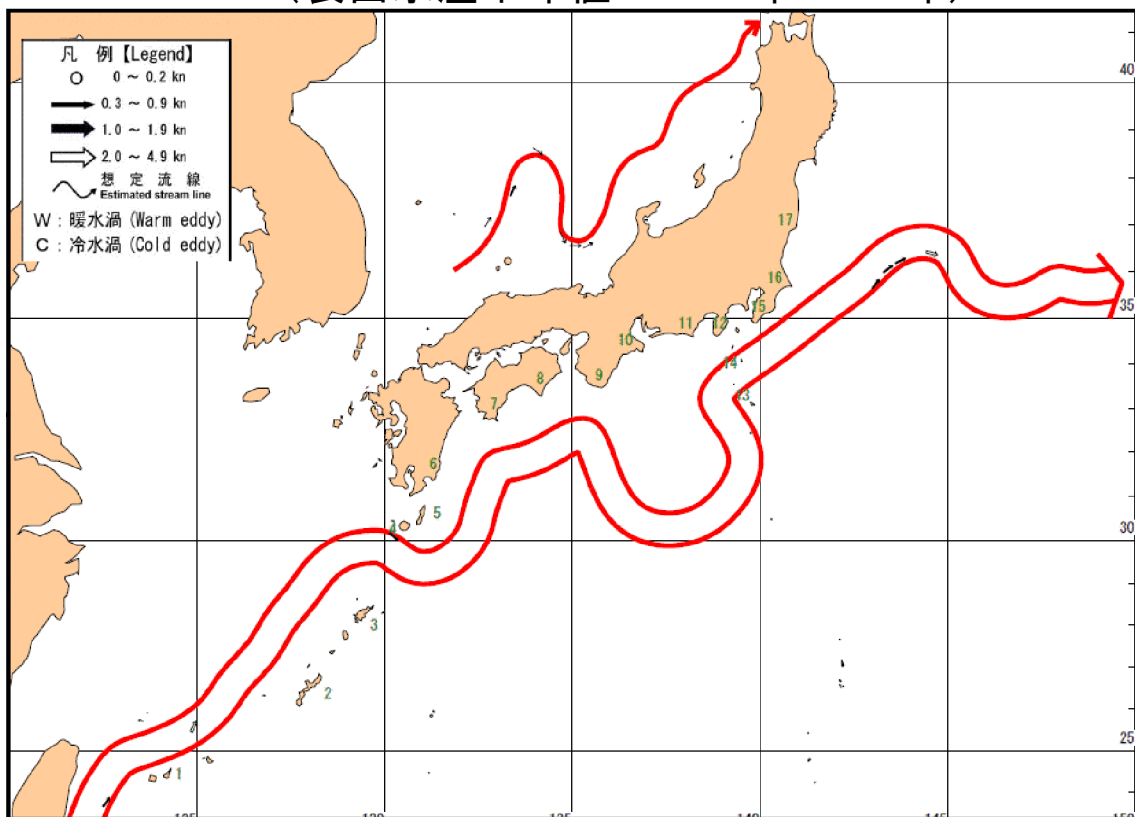 凡 例【Legend】
0 ～ 0.2 kn
0.3 ～ 0.9 kn
1.0 ～ 1.9 kn
2.0 ～ 4.9 kn
想 定 流 線
Estimated stream line
W : 暖水渦 (Warm eddy)
C : 冷水渦 (Cold eddy)
40
17
16
15
35
12
11
10
14
9
8
13
7
6
5
4
30
3
2
25
1